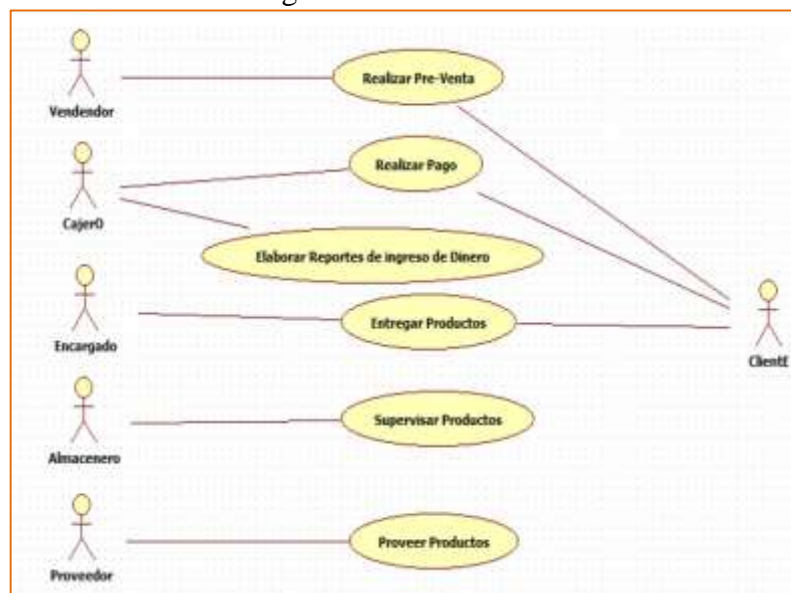 Realizar Pre-Venta
Vendendor
Realizar Pago
CajerO
Elaborar Reportes de ingreso de Dinero
Entregar Productos
Encargado
ClientE
Supervisar Productos
Almacenero
Proveer Productos
Proveedor